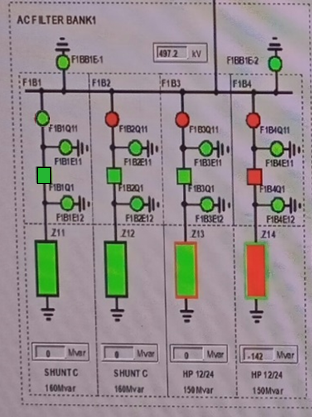 AC FILTER BANK1
497.2 kV
F1BB1E-1 F1BB1E-2
F1B1 F1B2 F1B3 F1B4
F1B1Q11 F1B2Q11 F1B3Q11 F1B4Q11
F1B1E11 F1B2E11 F1B3E11 F1B4E11
F1B1Q1 F1B2Q1 F1B3Q1 F1B4Q1
F1B1E12 F1B2E12 F1B3E12 F1B4E12
Z11 Z12 Z13 Z14
0 Mvar 0 Mvar 0 Mvar -142 Mvar
SHUNT C SHUNT C HP 12/24 HP 12/24
160Mvar 160Mvar 150Mvar 150Mvar